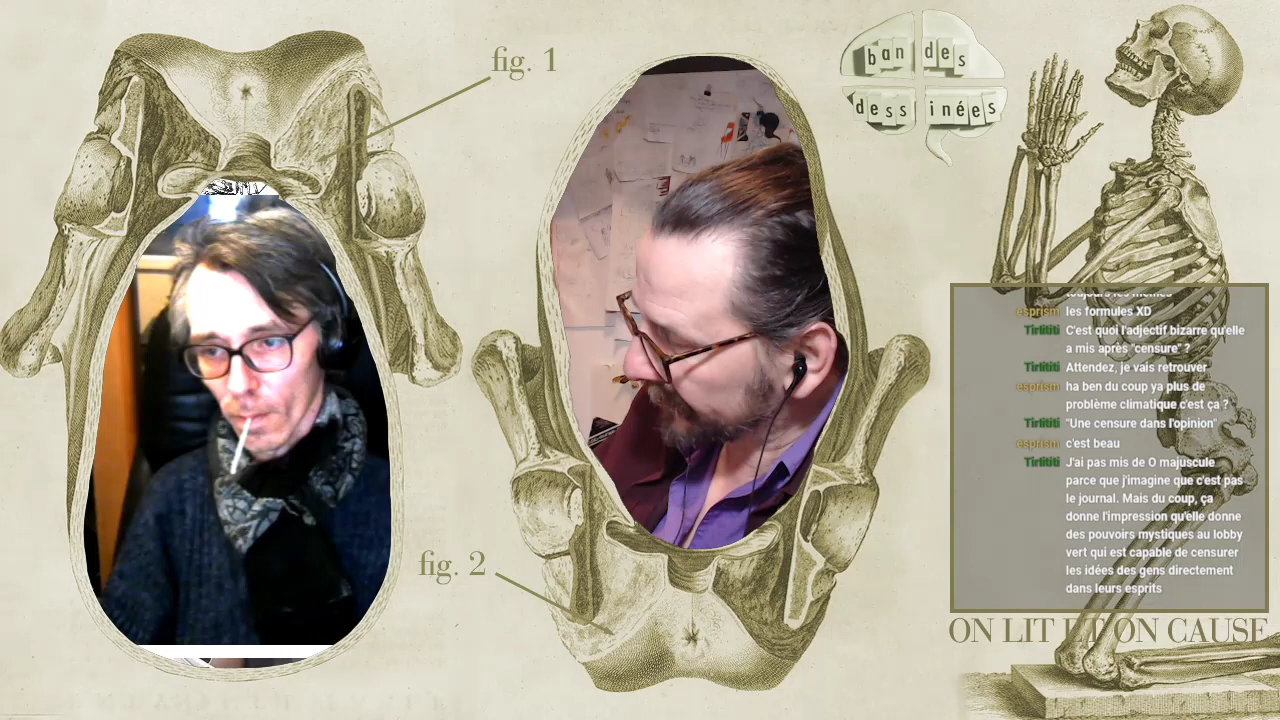 fig. 1
ban des
dess inées
toujours les mêmes
esprism les formules XD
Tirlititi C'est quoi l'adjectif bizarre qu'elle
a mis après "censure" ?
Tirlititi Attendez, je vais retrouver
esprism ha ben du coup ya plus de
problème climatique c'est ça ?
Tirlititi "Une censure dans l'opinion"
esprism c'est beau
Tirlititi J'ai pas mis de O majuscule
parce que j'imagine que c'est pas
le journal. Mais du coup, ça
donne l'impression qu'elle donne
des pouvoirs mystiques au lobby
vert qui est capable de censurer
les idées des gens directement
dans leurs esprits
fig. 2
ON LIT ET ON CAUSE